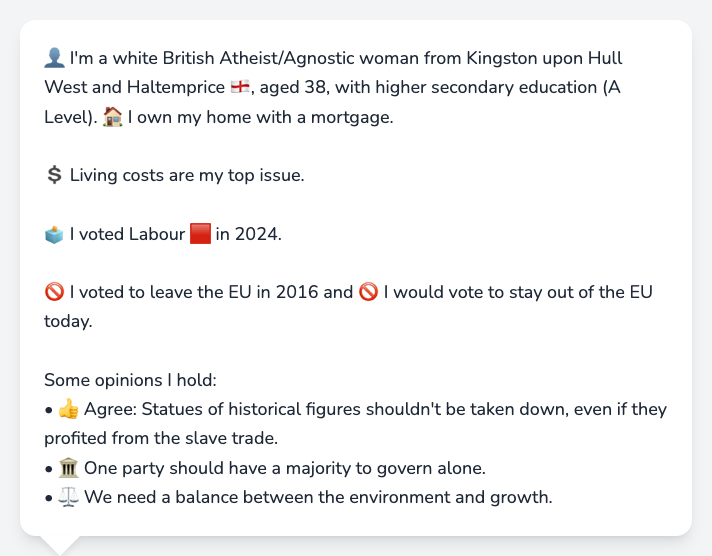 👤 I'm a white British Atheist/Agnostic woman from Kingston upon Hull
West and Haltemprice 🏴󠁧󠁢󠁥󠁮󠁧󠁿, aged 38, with higher secondary education (A
Level). 🏠 I own my home with a mortgage.
💲 Living costs are my top issue.
🗳️ I voted Labour 🟥 in 2024.
🚫 I voted to leave the EU in 2016 and 🚫 I would vote to stay out of the EU
today.
Some opinions I hold:
• 👍 Agree: Statues of historical figures shouldn't be taken down, even if they
profited from the slave trade.
• 🏛️ One party should have a majority to govern alone.
• ⚖️ We need a balance between the environment and growth.